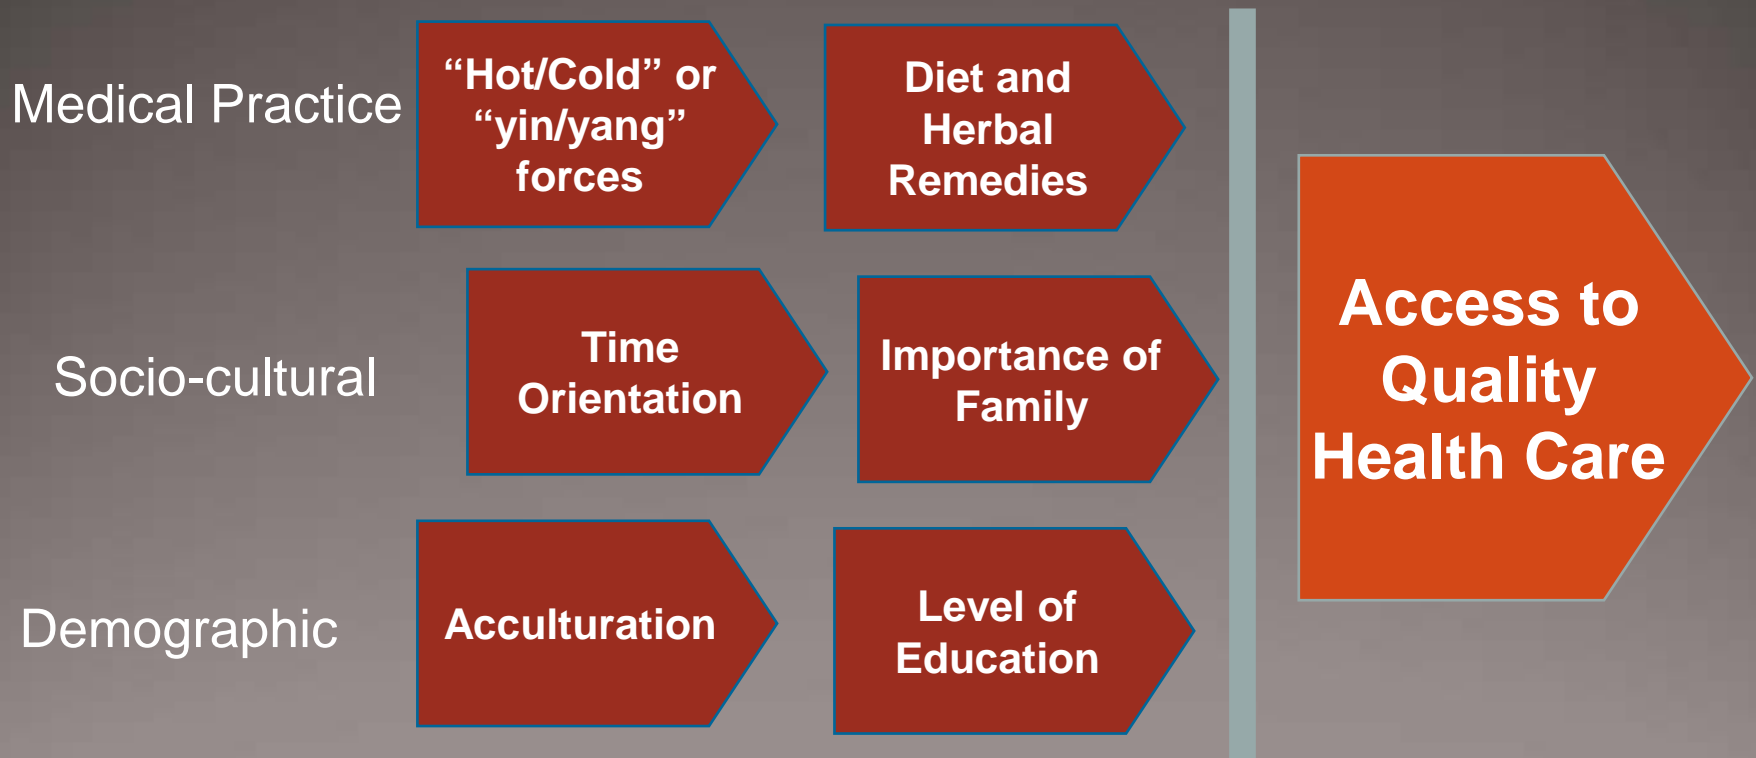 Medical Practice
“Hot/Cold” or
“yin/yang”
forces
Diet and
Herbal
Remedies
Socio-cultural
Time
Orientation
Importance of
Family
Demographic
Acculturation
Level of
Education
Access to
Quality
Health Care